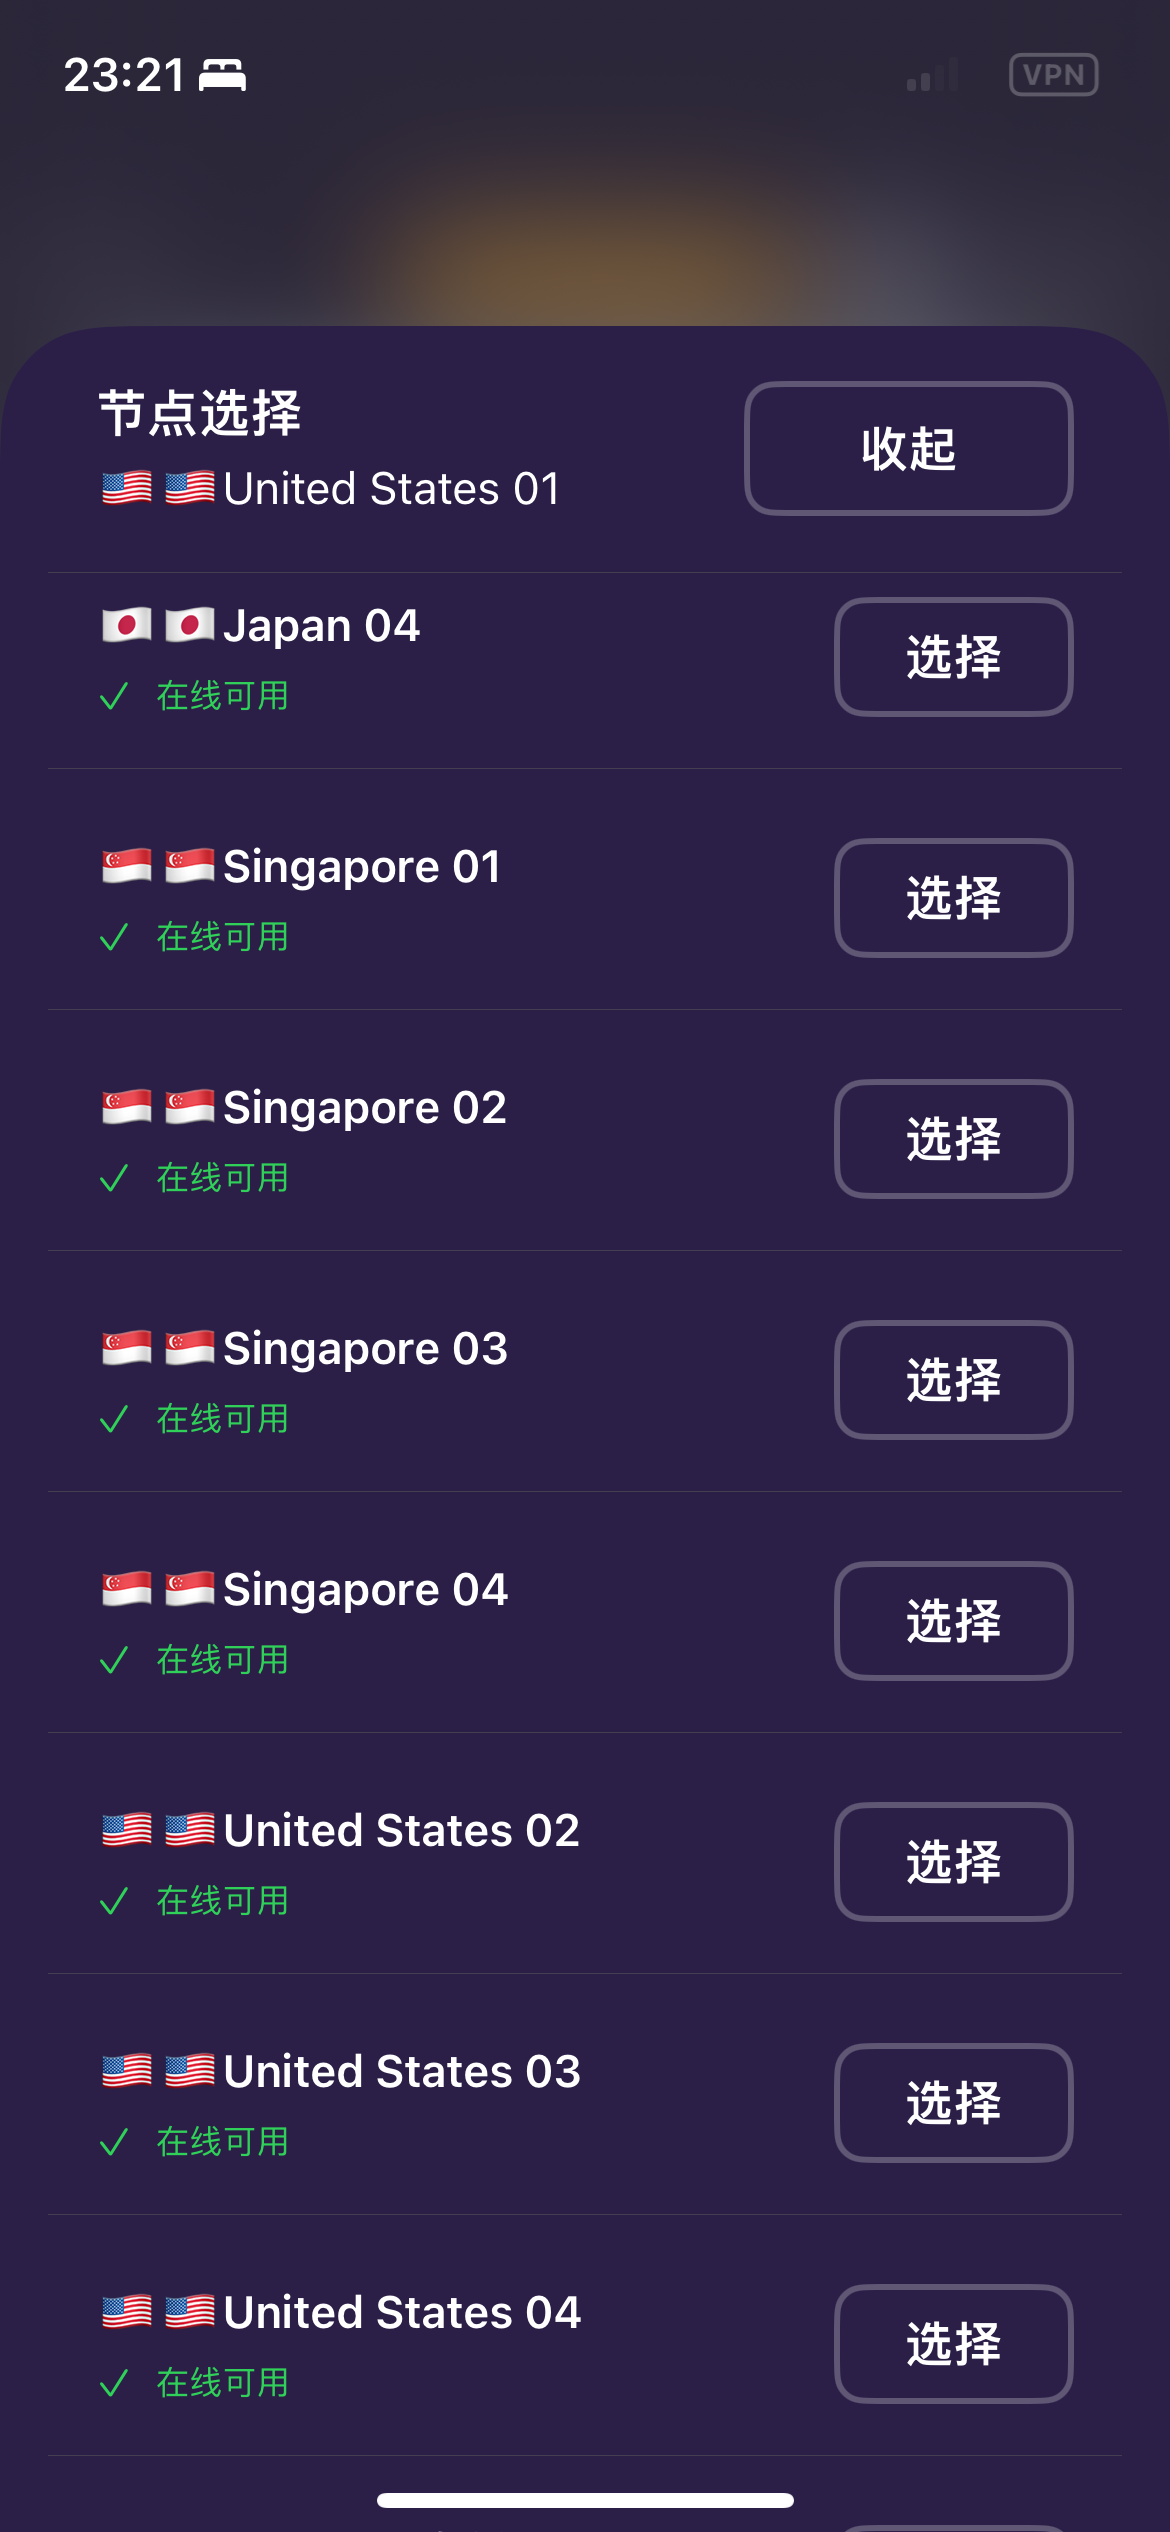 23:21
VPN
节点选择
收起
🇺🇸 🇺🇸 United States 01
🇯🇵 🇯🇵 Japan 04
选择
✓ 在线可用
🇸🇬 🇸🇬 Singapore 01
选择
✓ 在线可用
🇸🇬 🇸🇬 Singapore 02
选择
✓ 在线可用
🇸🇬 🇸🇬 Singapore 03
选择
✓ 在线可用
🇸🇬 🇸🇬 Singapore 04
选择
✓ 在线可用
🇺🇸 🇺🇸 United States 02
选择
✓ 在线可用
🇺🇸 🇺🇸 United States 03
选择
✓ 在线可用
🇺🇸 🇺🇸 United States 04
选择
✓ 在线可用